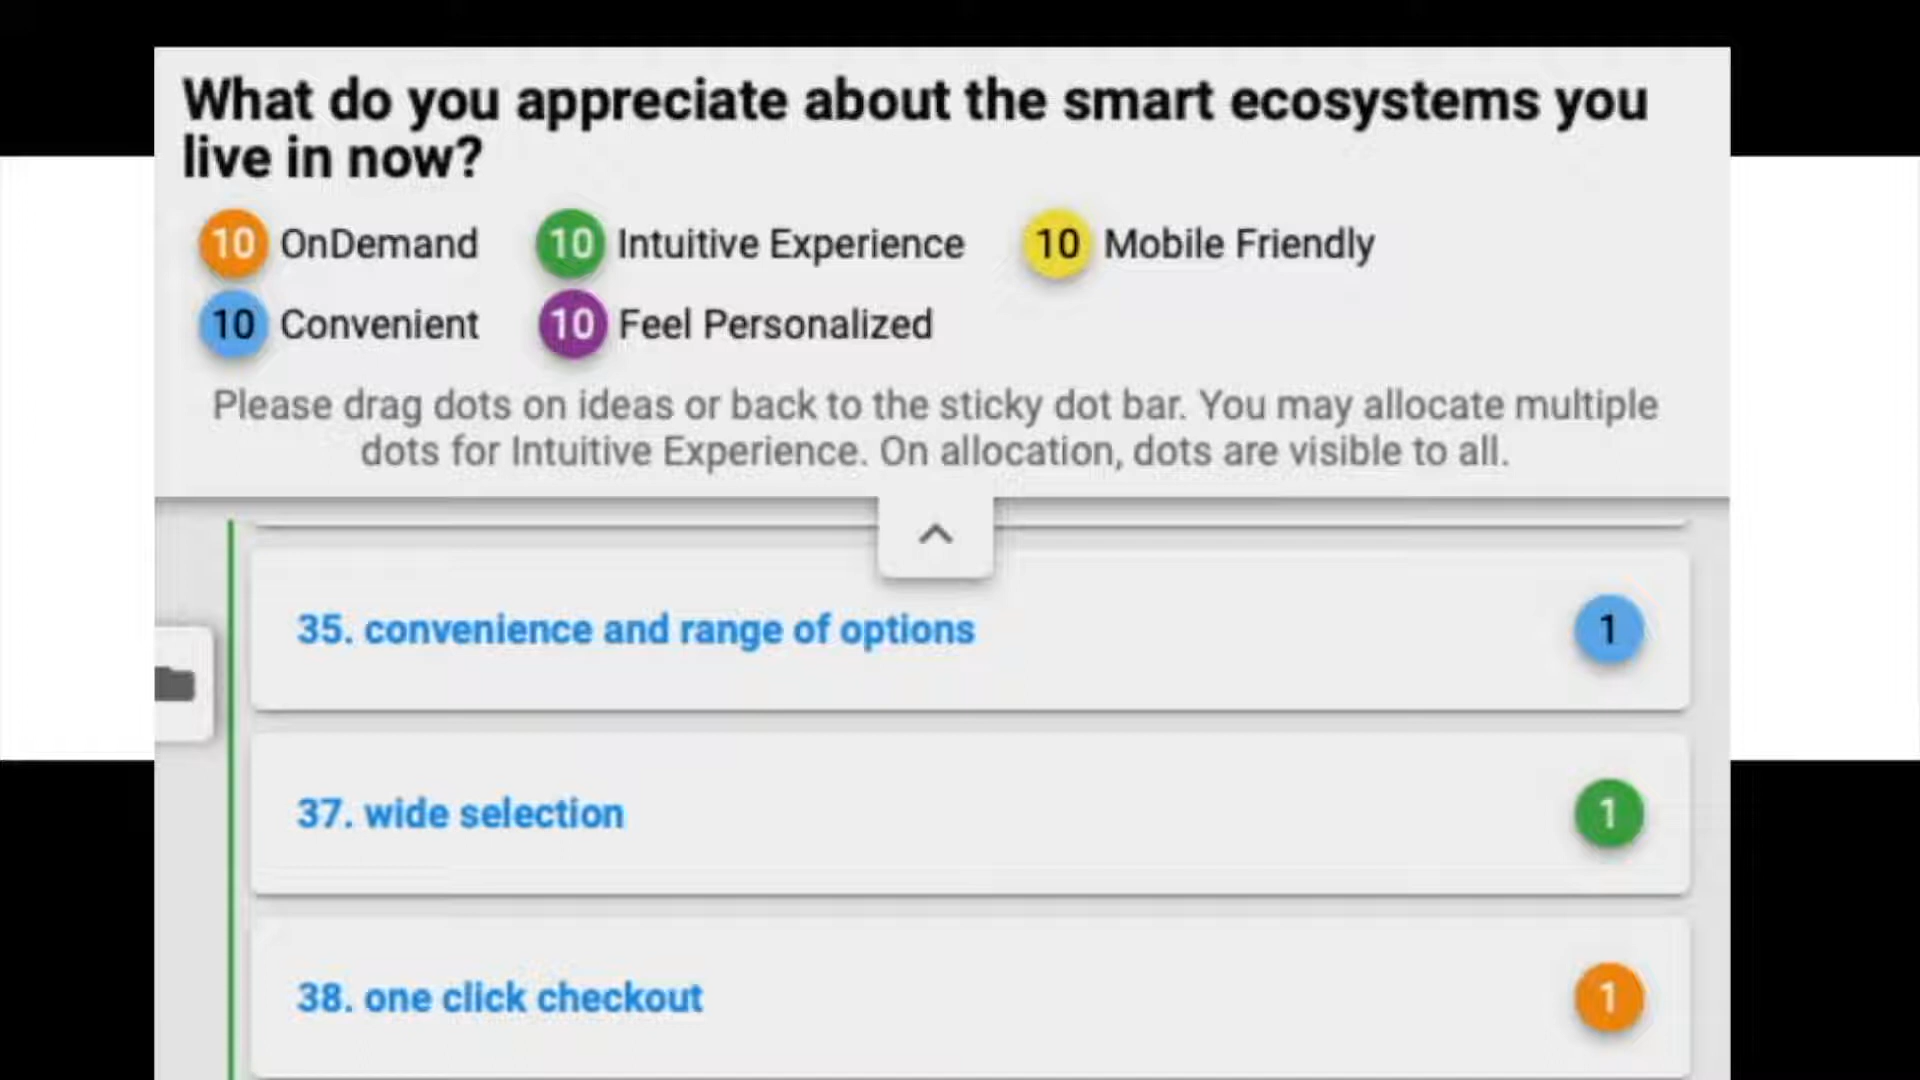 What do you appreciate about the smart ecosystems you
live in now?
10 OnDemand 10 Intuitive Experience 10 Mobile Friendly
10 Convenient 10 Feel Personalized
Please drag dots on ideas or back to the sticky dot bar. You may allocate multiple
dots for Intuitive Experience. On allocation, dots are visible to all.
35. convenience and range of options 1
37. wide selection 1
38. one click checkout 1